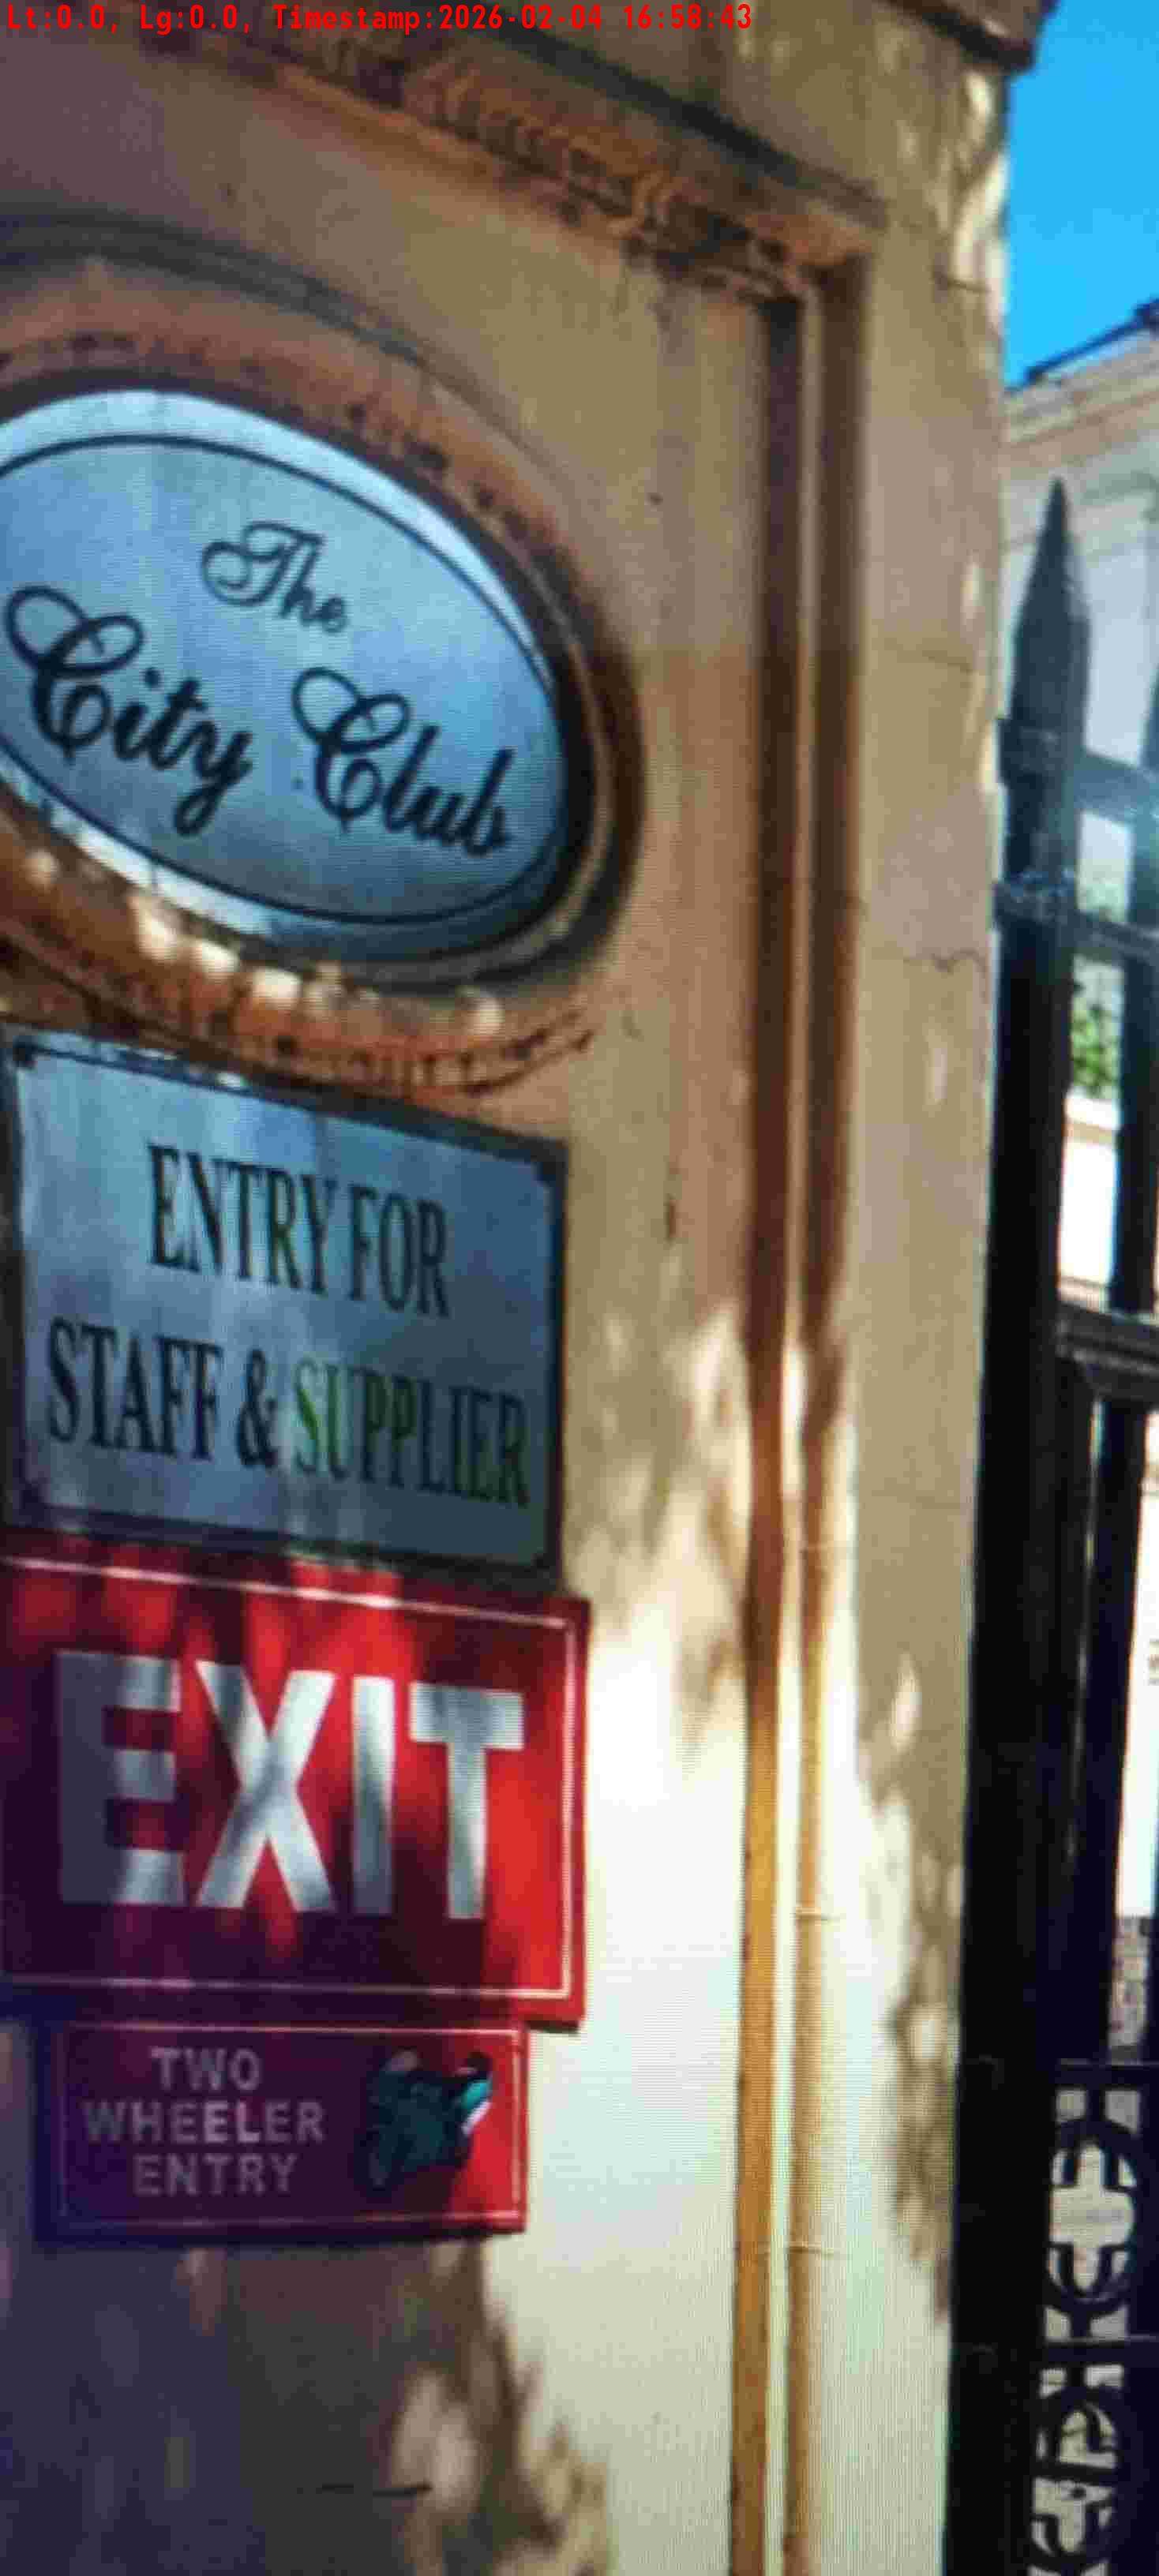 Lt:0.0, Lg:0.0, Timestamp:2026-02-04 16:58:43
The
City Club
ENTRY FOR
STAFF & SUPPLIER
EXIT
TWO
WHEELER
ENTRY